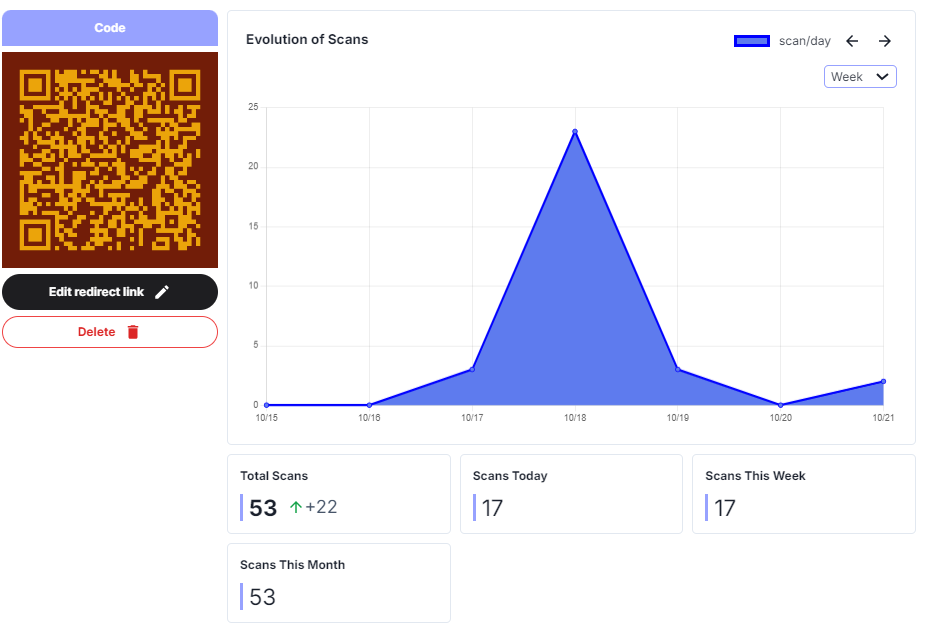 Code
Edit redirect link
Delete
Evolution of Scans
scan/day
Week
25
20
15
10
5
0
10/15 10/16 10/17 10/18 10/19 10/20 10/21
Total Scans
53 +22
Scans Today
17
Scans This Week
17
Scans This Month
53